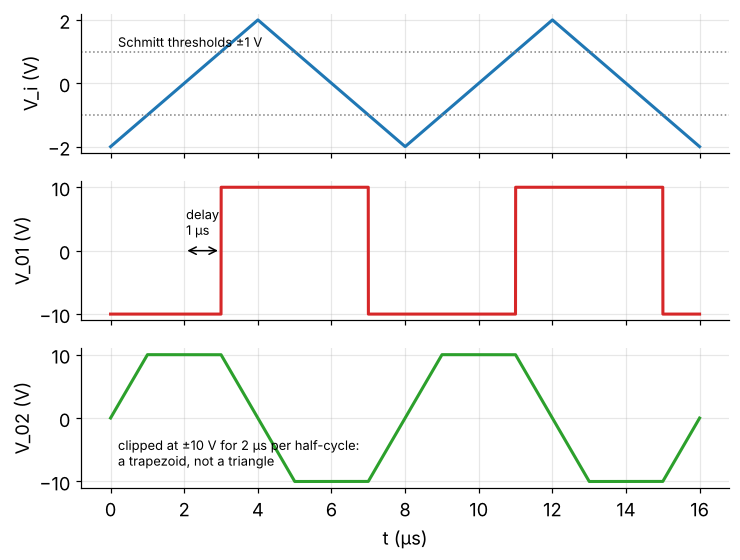 2
0
−2
V_i (V)
Schmitt thresholds ±1 V
10
0
−10
V_01 (V)
delay
1 µs
10
0
−10
V_02 (V)
clipped at ±10 V for 2 µs per half-cycle:
a trapezoid, not a triangle
0 2 4 6 8 10 12 14 16
t (µs)